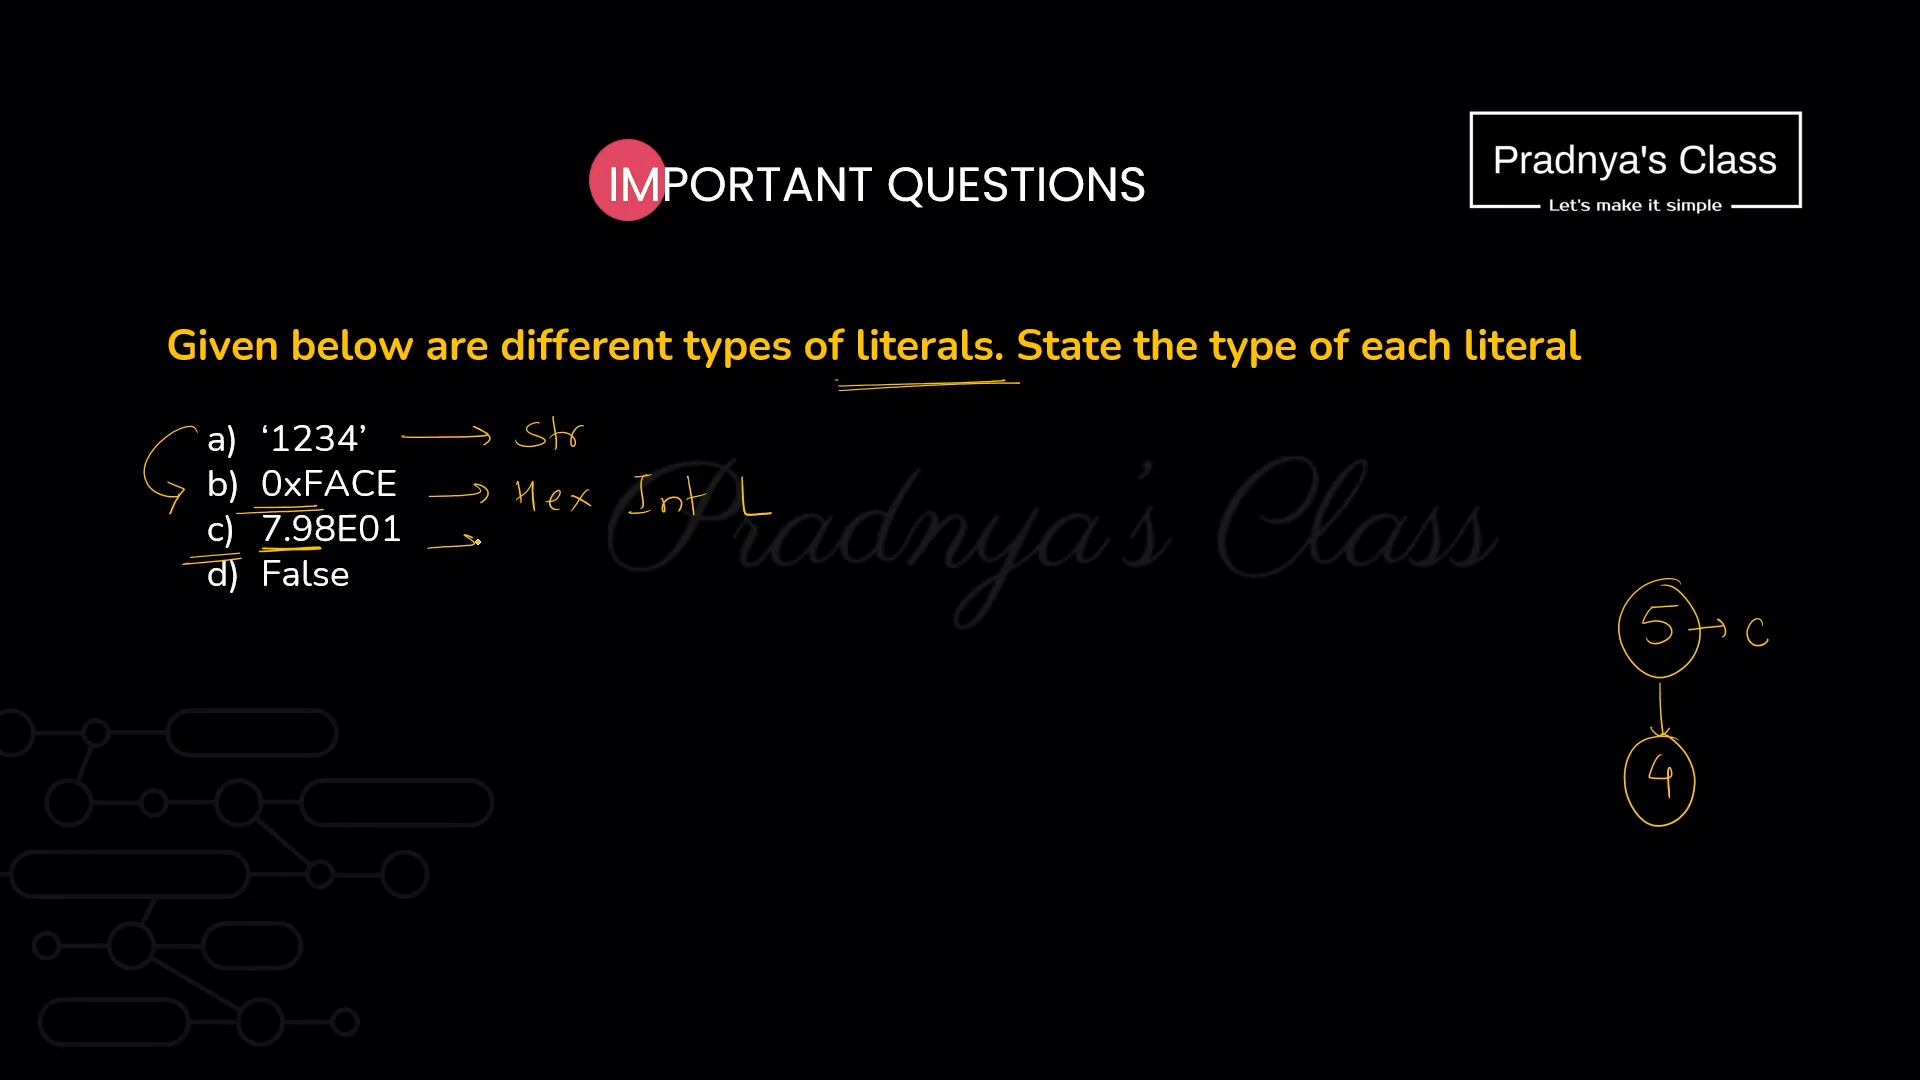 IMPORTANT QUESTIONS
Pradnya's Class
Let's make it simple
Given below are different types of literals. State the type of each literal
a) ‘1234’ → Str
b) 0xFACE → Hex Int L
c) 7.98E01 →
d) False
Pradnya's Class
5 → C
4